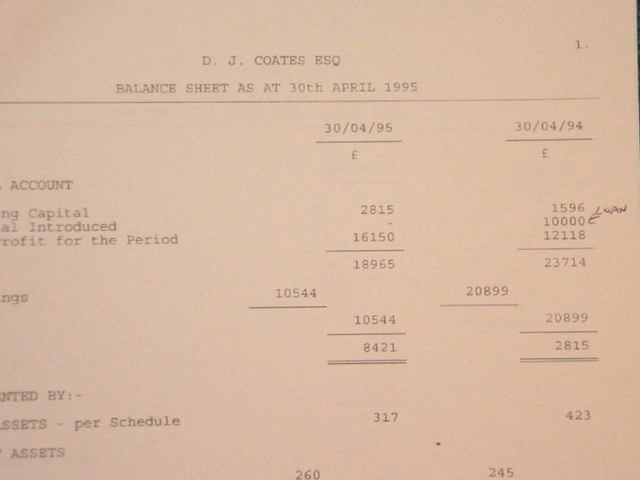 1.
D. J. COATES ESQ
BALANCE SHEET AS AT 30th APRIL 1995
30/04/95 30/04/94
£ £
ACCOUNT
ng Capital 2815 1596 LOAN
al Introduced - 10000
rofit for the Period 16150 12118
18965 23714
ngs 10544 20899
10544 20899
8421 2815
NTED BY:-
ASSETS - per Schedule 317 423
ASSETS
260 245